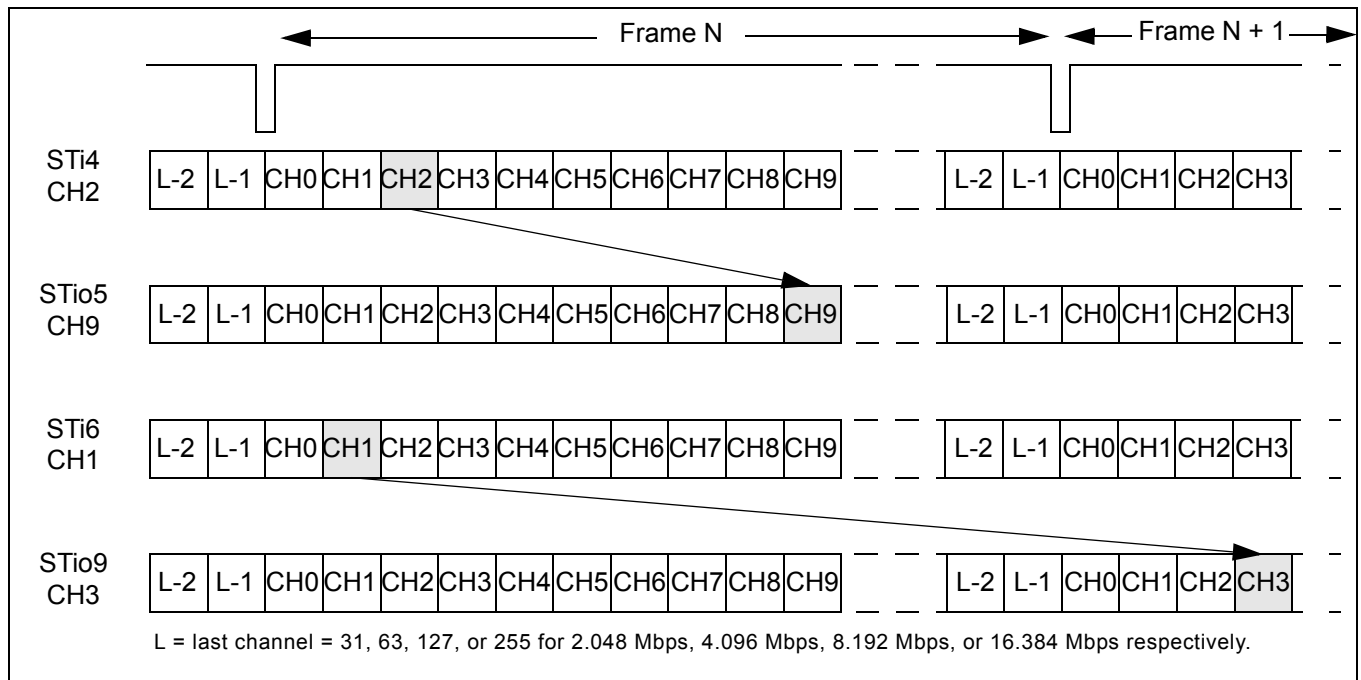 Frame N
Frame N + 1
STi4
CH2
L-2 L-1 CH0 CH1 CH2 CH3 CH4 CH5 CH6 CH7 CH8 CH9 L-2 L-1 CH0 CH1 CH2 CH3
STio5
CH9
L-2 L-1 CH0 CH1 CH2 CH3 CH4 CH5 CH6 CH7 CH8 CH9 L-2 L-1 CH0 CH1 CH2 CH3
STi6
CH1
L-2 L-1 CH0 CH1 CH2 CH3 CH4 CH5 CH6 CH7 CH8 CH9 L-2 L-1 CH0 CH1 CH2 CH3
STio9
CH3
L-2 L-1 CH0 CH1 CH2 CH3 CH4 CH5 CH6 CH7 CH8 CH9 L-2 L-1 CH0 CH1 CH2 CH3
L = last channel = 31, 63, 127, or 255 for 2.048 Mbps, 4.096 Mbps, 8.192 Mbps, or 16.384 Mbps respectively.